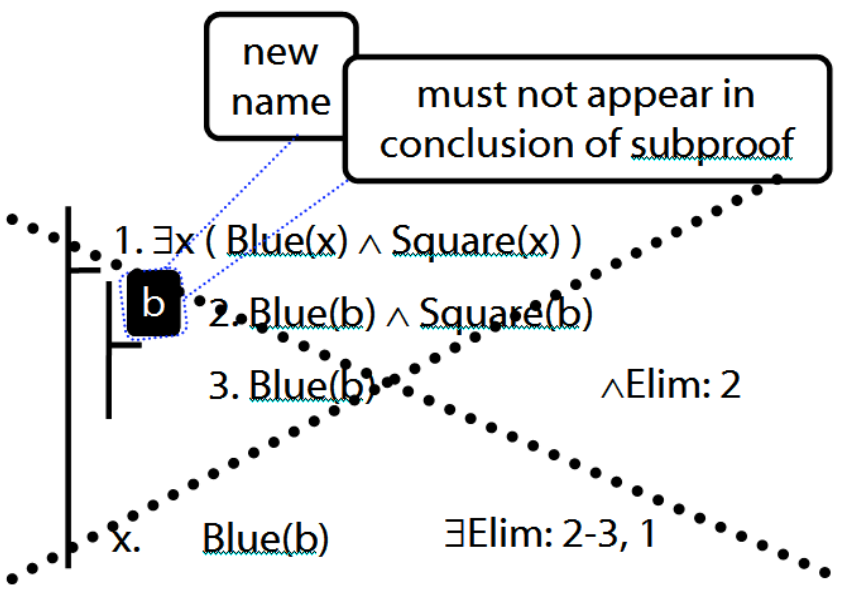 new
name
must not appear in
conclusion of subproof
1. ∃x ( Blue(x) ∧ Square(x) )
b
2. Blue(b) ∧ Square(b)
3. Blue(b) ∧Elim: 2
x. Blue(b) ∃Elim: 2-3, 1